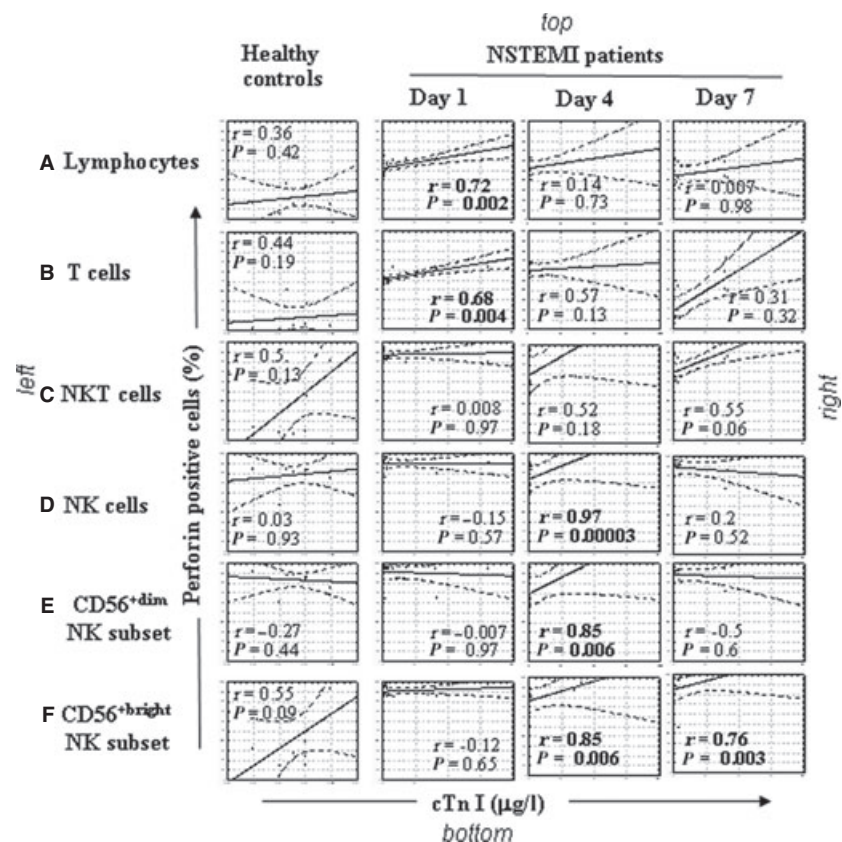 top
Healthy controls
NSTEMI patients
Day 1
Day 4
Day 7
left
right
Perforin positive cells (%)
A Lymphocytes
r = 0.36
P = 0.42
r = 0.72
P = 0.002
r = 0.14
P = 0.73
r = 0.007
P = 0.98
B T cells
r = 0.44
P = 0.19
r = 0.68
P = 0.004
r = 0.57
P = 0.13
r = 0.31
P = 0.32
C NKT cells
r = 0.5
P = 0.13
r = 0.008
P = 0.97
r = 0.52
P = 0.18
r = 0.55
P = 0.06
D NK cells
r = 0.03
P = 0.93
r = -0.15
P = 0.57
r = 0.97
P = 0.00003
r = 0.2
P = 0.52
E CD56+dim
NK subset
r = -0.27
P = 0.44
r = -0.007
P = 0.97
r = 0.85
P = 0.006
r = -0.5
P = 0.6
F CD56+bright
NK subset
r = 0.55
P = 0.09
r = -0.12
P = 0.65
r = 0.85
P = 0.006
r = 0.76
P = 0.003
cTn I (µg/l)
bottom